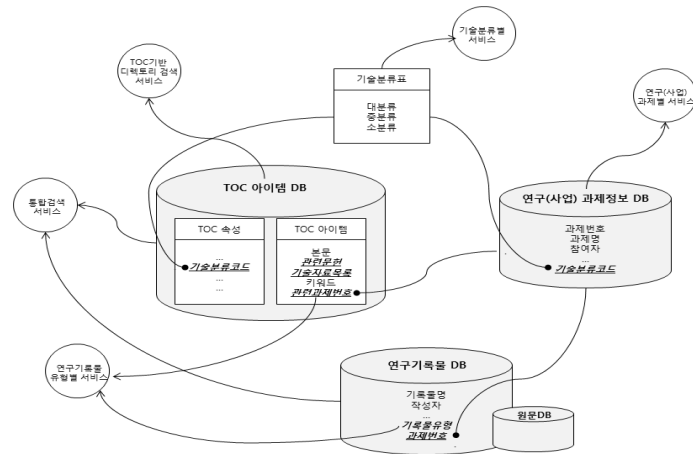 기술분류별
서비스
TOC기반
디렉토리 검색
서비스
기술분류표
대분류
중분류
소분류
연구(사업)
과제별 서비스
통합검색
서비스
TOC 아이템 DB
TOC 속성
...
기술분류코드
...
...
TOC 아이템
본문
관련문헌
기술자료목록
키워드
관련과제번호
연구(사업) 과제정보 DB
과제번호
과제명
참여자
...
기술분류코드
연구기록물
유형별 서비스
연구기록물 DB
기록물명
작성자
...
기록물유형
과제번호
.
원문DB